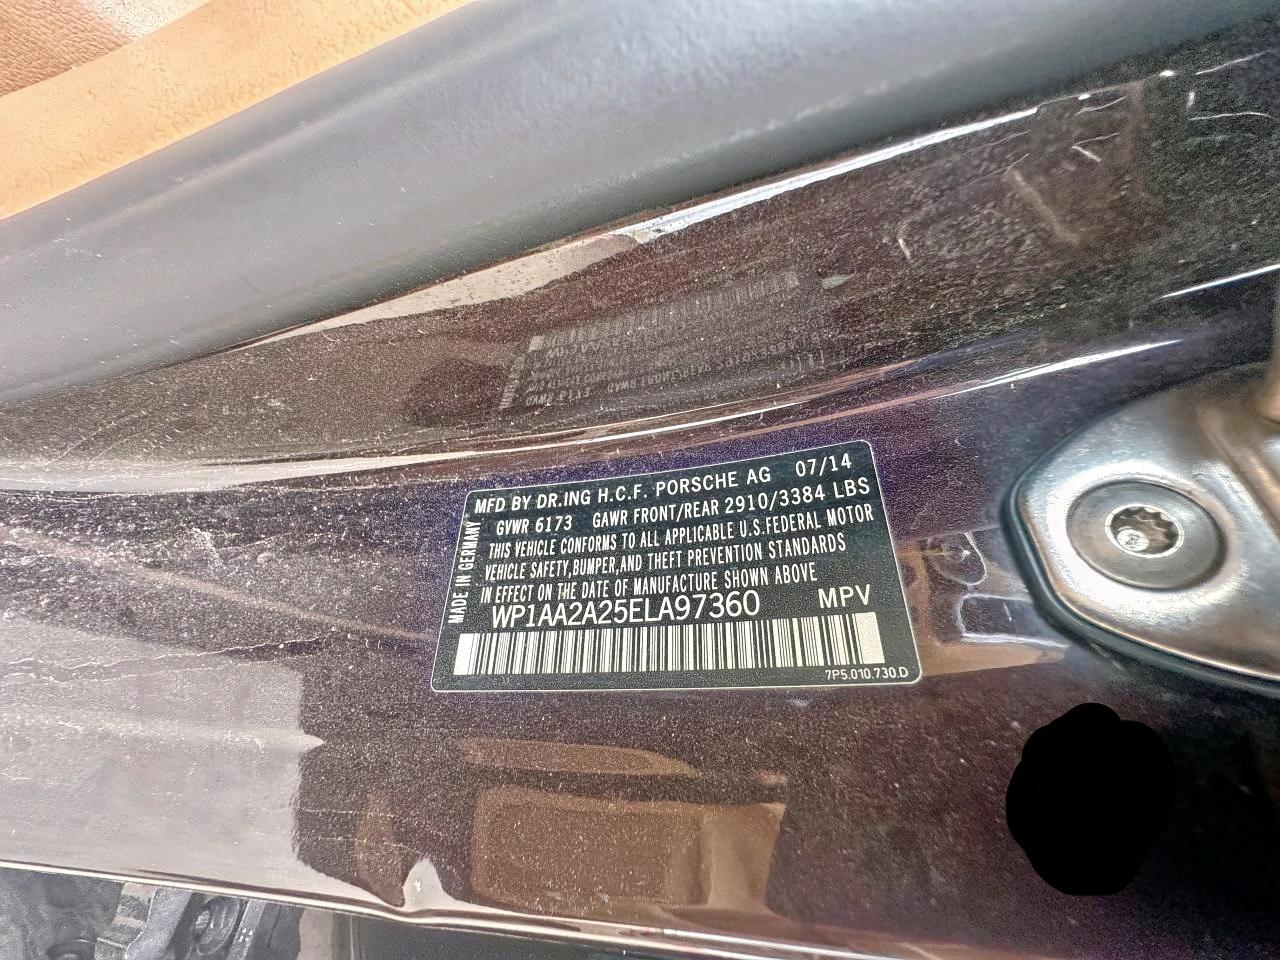 MFD BY DR.ING H.C.F. PORSCHE AG 07/14
GVWR 6173 GAWR FRONT/REAR 2910/3384 LBS
THIS VEHICLE CONFORMS TO ALL APPLICABLE U.S.FEDERAL MOTOR
VEHICLE SAFETY,BUMPER,AND THEFT PREVENTION STANDARDS
IN EFFECT ON THE DATE OF MANUFACTURE SHOWN ABOVE
WP1AA2A25ELA97360 MPV
7P5.010.730.D
MADE IN GERMANY